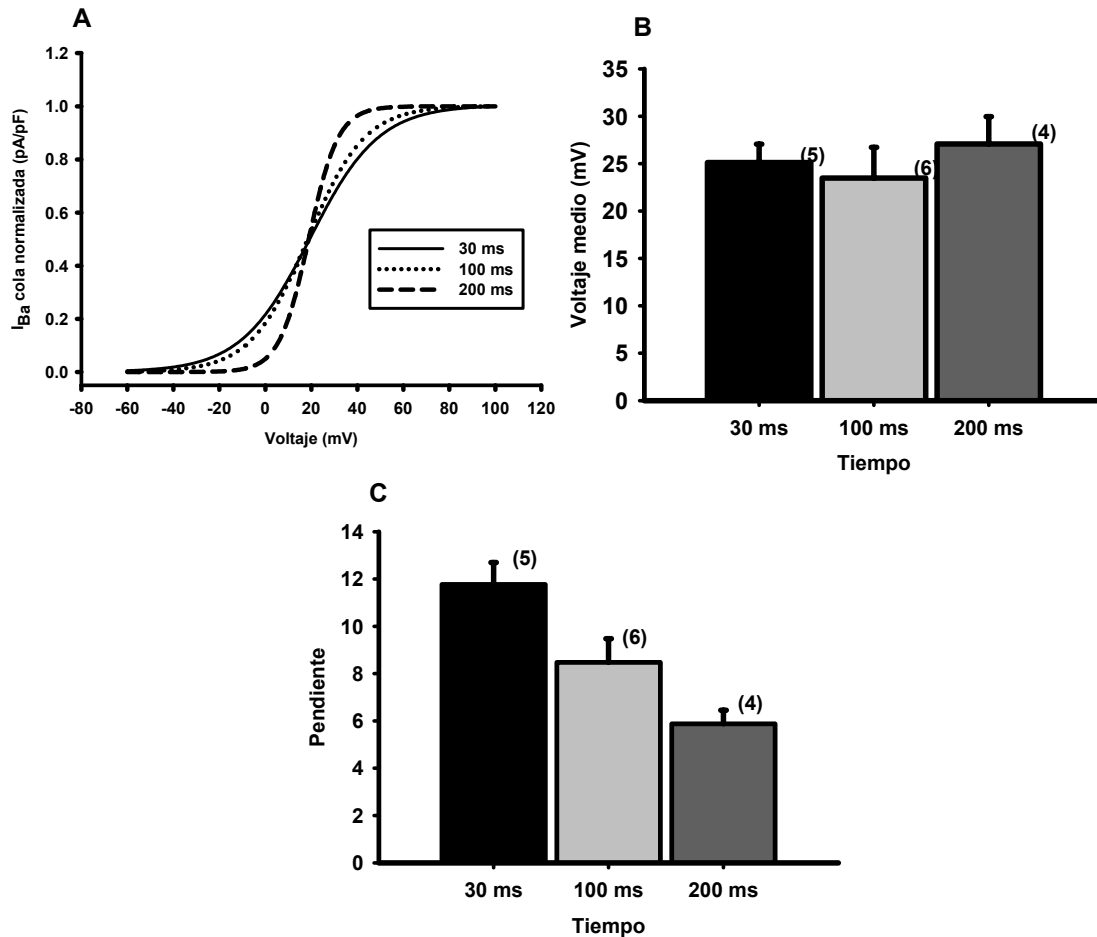 A
I_Ba cola normalizada (pA/pF)
1.2
1.0
0.8
0.6
0.4
0.2
0.0
-80 -60 -40 -20 0 20 40 60 80 100 120
Voltaje (mV)
30 ms
100 ms
200 ms
B
Voltaje medio (mV)
35
30
25
20
15
10
5
0
(5)
(6)
(4)
30 ms 100 ms 200 ms
Tiempo
C
Pendiente
14
12
10
8
6
4
2
0
(5)
(6)
(4)
30 ms 100 ms 200 ms
Tiempo